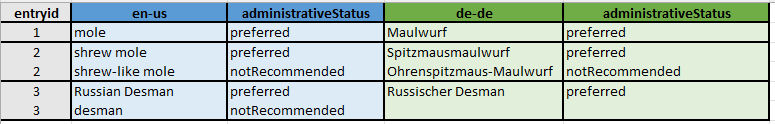 entryid en-us administrativeStatus de-de administrativeStatus
1 mole preferred Maulwurf preferred
2 shrew mole preferred Spitzmausmaulwurf preferred
2 shrew-like mole notRecommended Ohrenspitzmaus-Maulwurf notRecommended
3 Russian Desman preferred Russischer Desman preferred
3 desman notRecommended